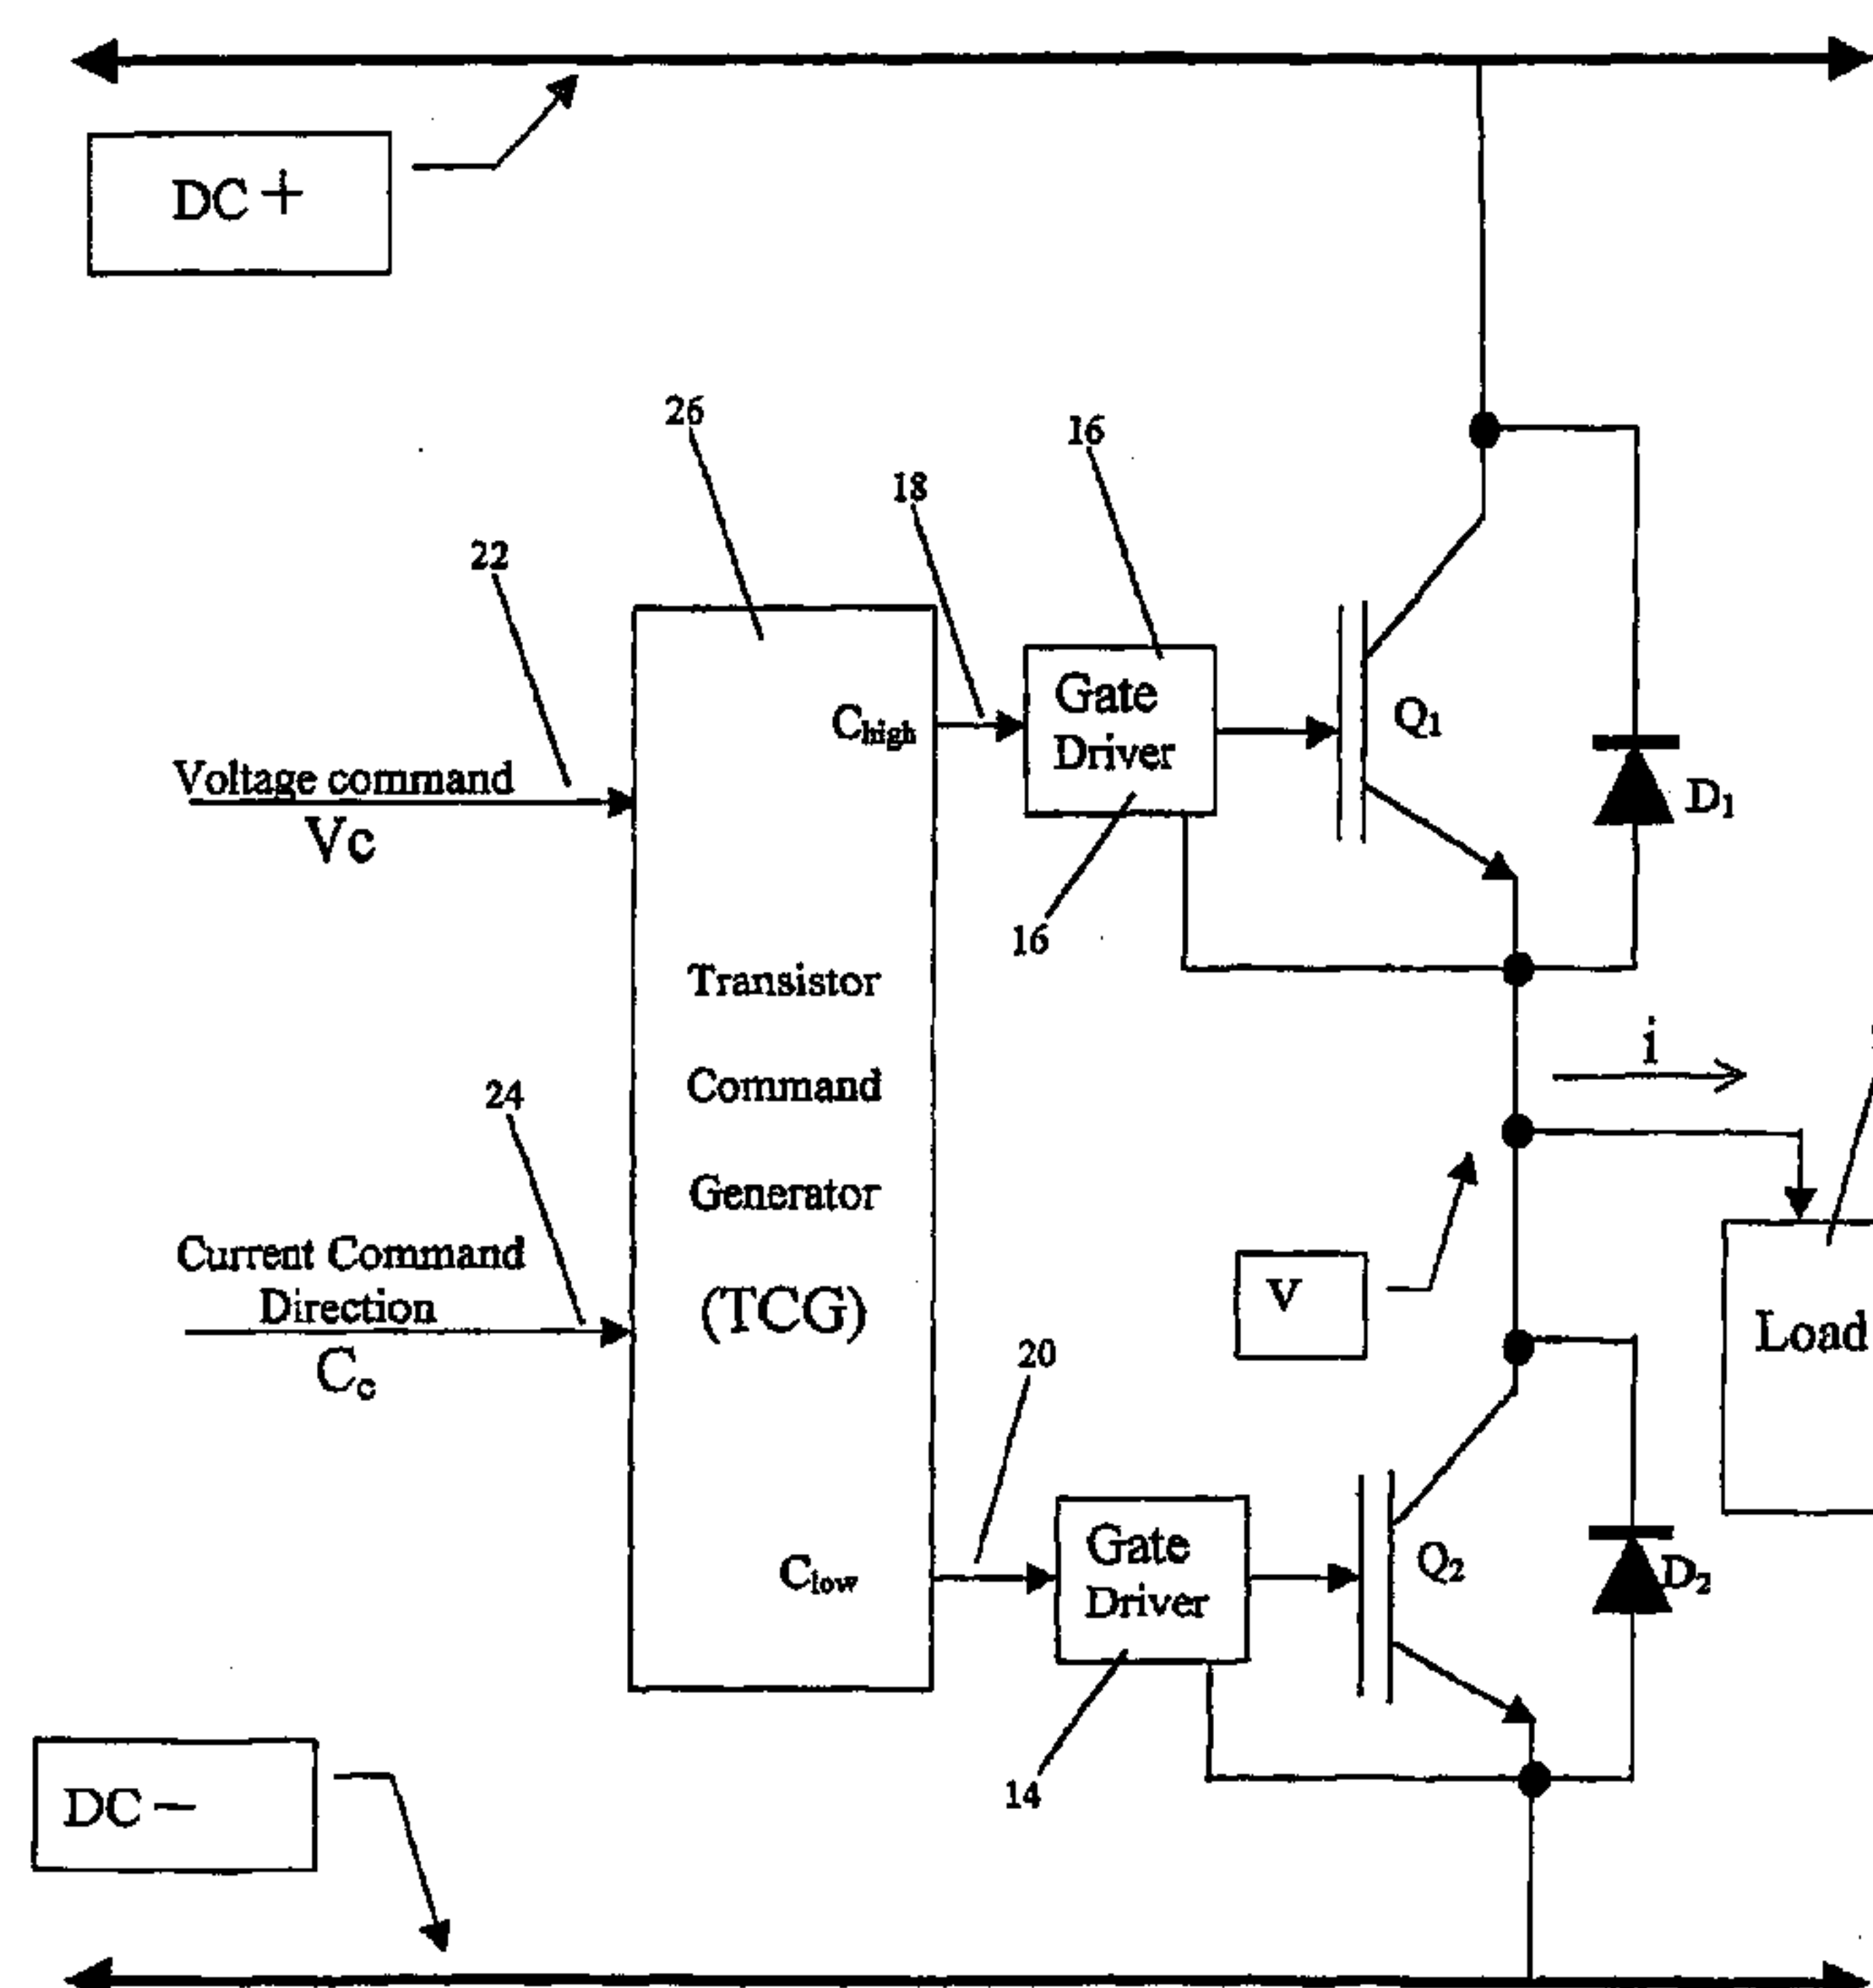 DC +
26
16
18
22
Gate
Driver
Q1
Chigh
D1
Voltage command
Vc
16
Transistor
i
Command
24
Generator
Current Command
Direction
V
(TCG)
Load
20
Cc
Gate
Driver
Q2
Clow
D2
14
DC −